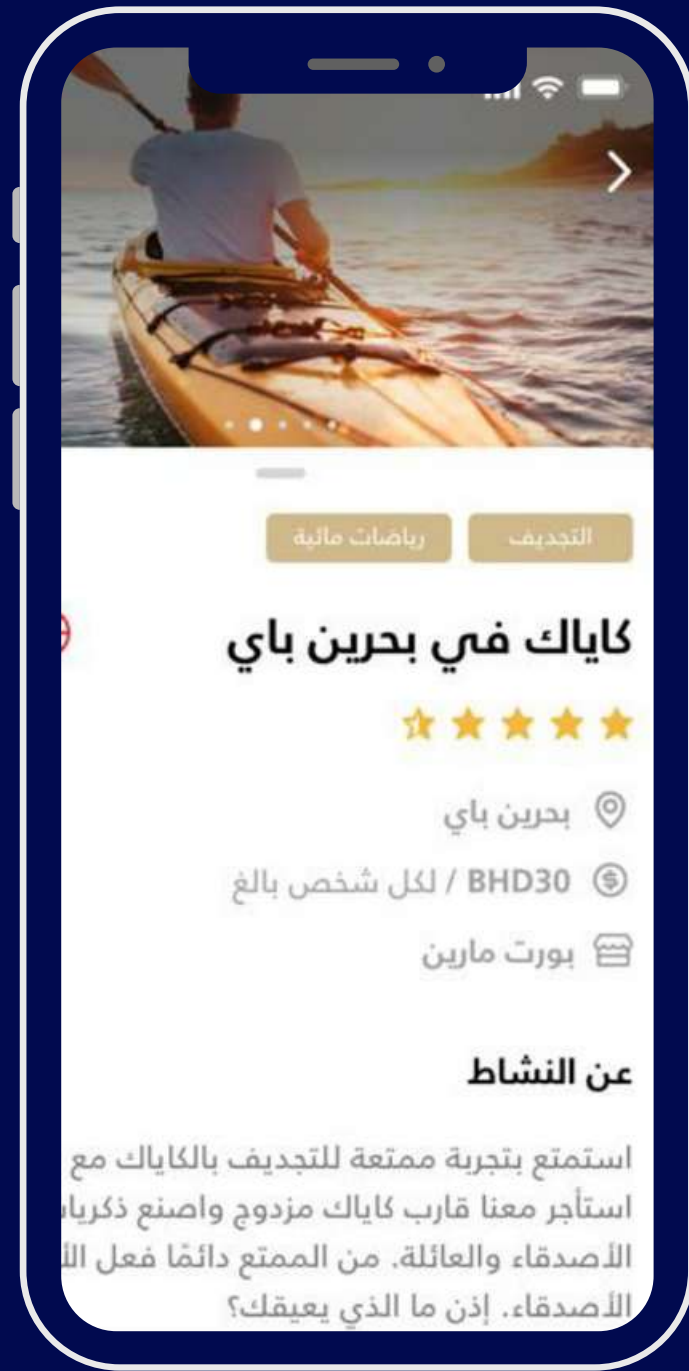 التجديف
رياضات مائية
كاياك في بحرين باي
بحرين باي
BHD30 / لكل شخص بالغ
بورت مارين
عن النشاط
استمتع بتجربة ممتعة للتجديف بالكاياك مع
استأجر معنا قارب كاياك مزدوج واصنع
الأصدقاء والعائلة. من الممتع دائمًا فعل
الأصدقاء. إذن ما الذي يعيقك؟